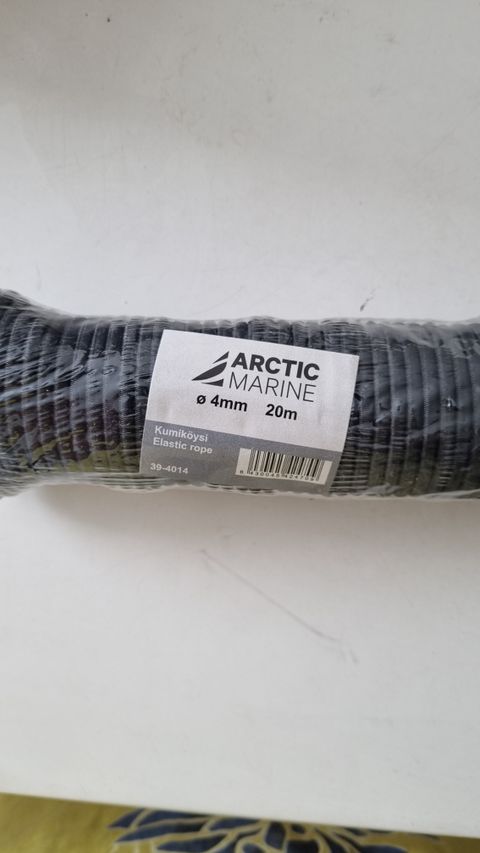 ARCTIC
MARINE
ø 4mm 20m
Kumiköysi
Elastic rope
39-4014